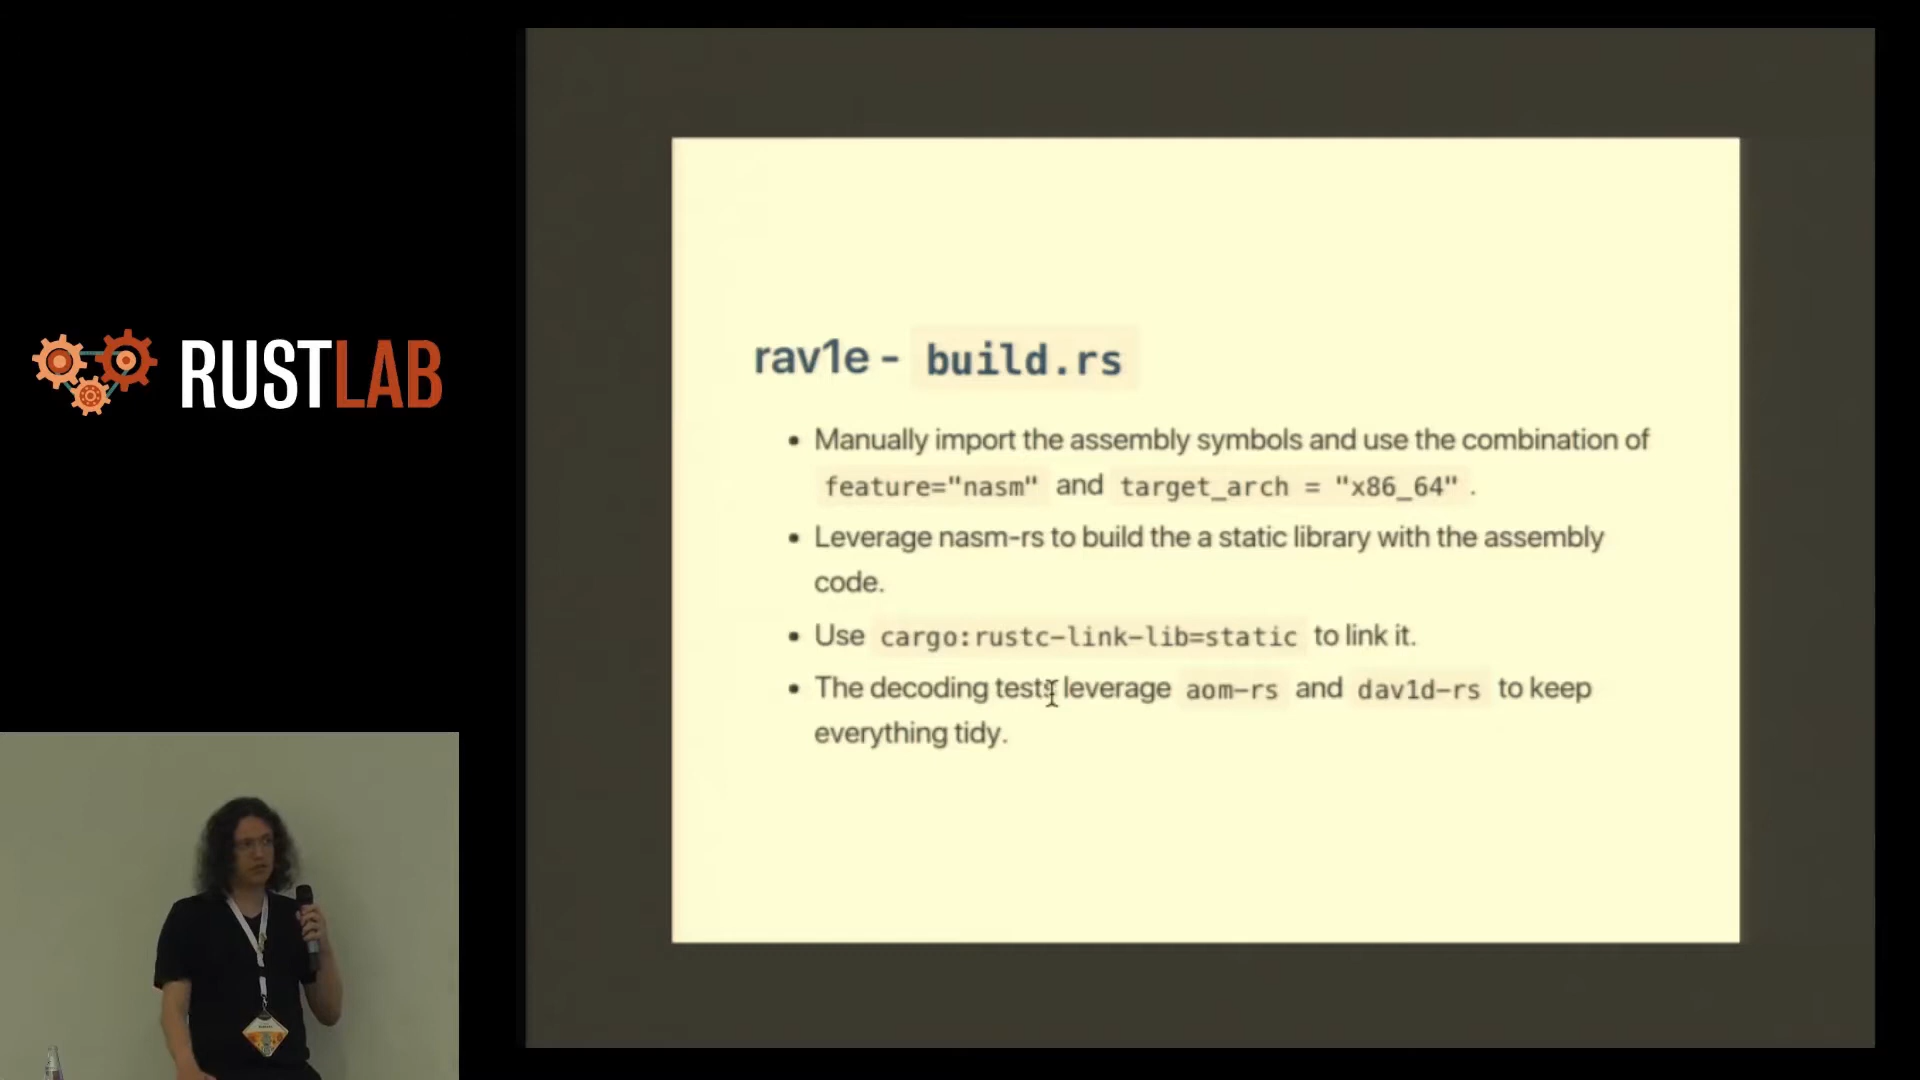 RUSTLAB
rav1e - build.rs
• Manually import the assembly symbols and use the combination of
feature="nasm" and target_arch = "x86_64" .
• Leverage nasm-rs to build the a static library with the assembly
code.
• Use cargo:rustc-link-lib=static to link it.
• The decoding tests leverage aom-rs and dav1d-rs to keep
everything tidy.